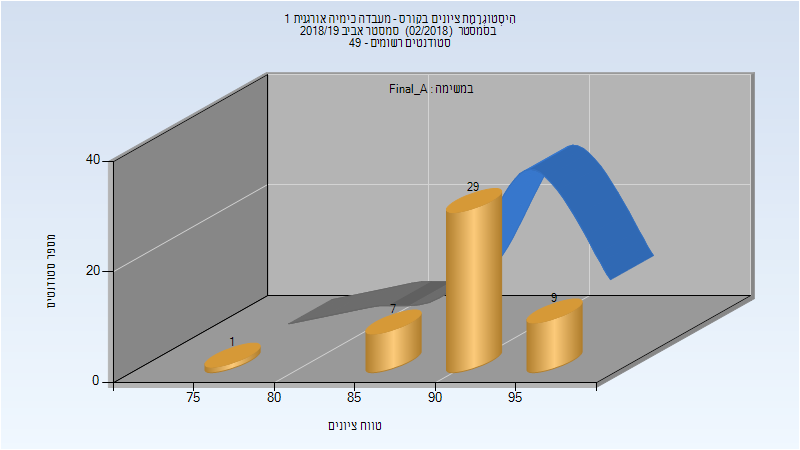 היסטוגרמת ציונים בקורס - מעבדה כימיה אורגנית 1
בסמסטר (02/2018) סמסטר אביב 2018/19
סטודנטים רשומים - 49
במשימה : Final_A
40
20
0
מספר סטודנטים
1
7
29
9
75
80
85
90
95
טווח ציונים